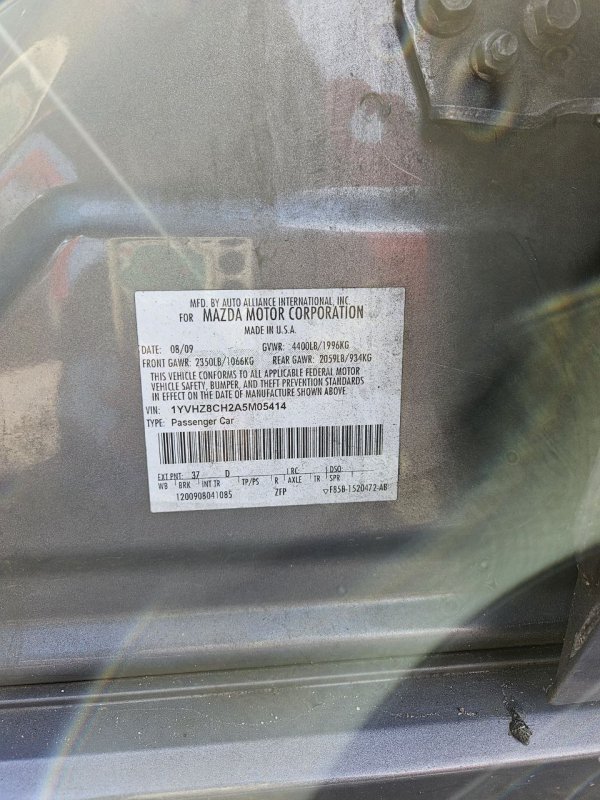 MFD. BY AUTO ALLIANCE INTERNATIONAL, INC.
FOR MAZDA MOTOR CORPORATION
MADE IN U.S.A.
DATE: 08/09 GVWR: 4400LB/1996KG
FRONT GAWR: 2350LB/1066KG REAR GAWR: 2059LB/934KG
THIS VEHICLE CONFORMS TO ALL APPLICABLE FEDERAL MOTOR
VEHICLE SAFETY, BUMPER, AND THEFT PREVENTION STANDARDS
IN EFFECT ON THE DATE OF MANUFACTURE SHOWN ABOVE.
VIN: 1YVHZ8CH2A5M05414
TYPE: Passenger Car
EXT PNT: 37 D RC: DSO:
WB BRK INT TR TP/PS R AXLE TR SPR
1200908041085 ZFP F85B-1520472-AB